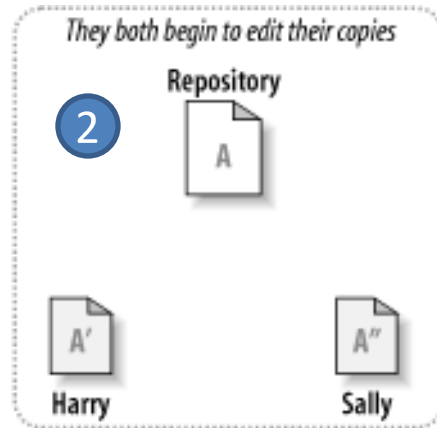 They both begin to edit their copies
Repository
2
A
A′
A″
Harry
Sally